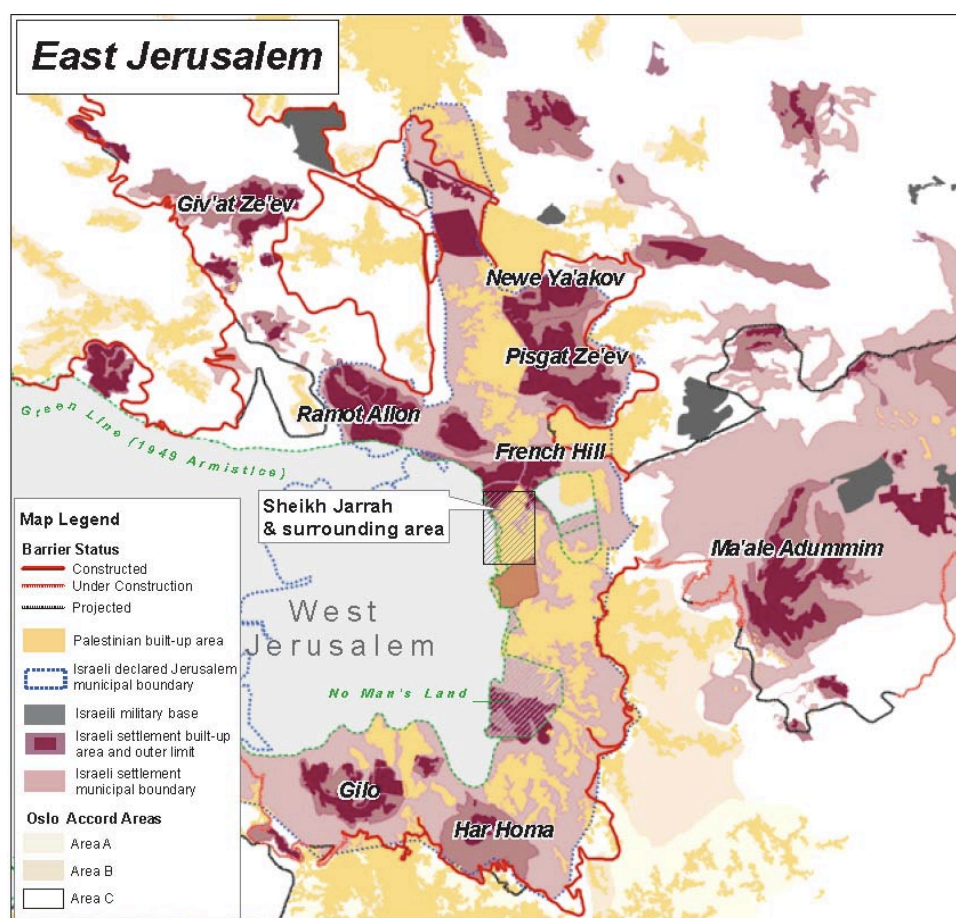 East Jerusalem
Giv'at Ze'ev
Newe Ya'akov
Pisgat Ze'ev
Ramot Allon
French Hill
Green Line (1949 Armistice)
Sheikh Jarrah
& surrounding area
Ma'ale Adummim
West
Jerusalem
No Man's Land
Gilo
Har Homa
Map Legend
Barrier Status
Constructed
Under Construction
Projected
Palestinian built-up area
Israeli declared Jerusalem
municipal boundary
Israeili military base
Israeli settlement built-up
area and outer limit
Israeli settlement
municipal boundary
Oslo Accord Areas
Area A
Area B
Area C